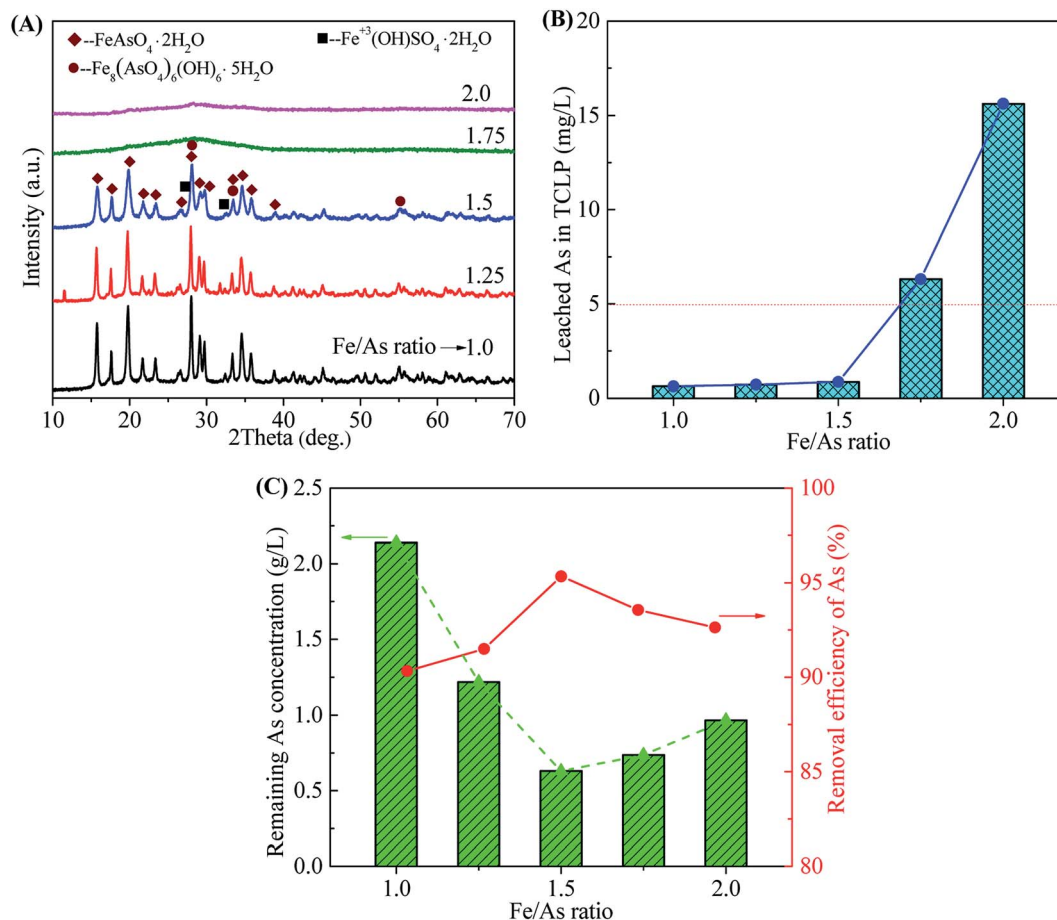 (A)
◆--FeAsO₄·2H₂O
■--Fe⁺³(OH)SO₄·2H₂O
●--Fe₈(AsO₄)₆(OH)₆·5H₂O
2.0
1.75
1.5
1.25
Fe/As ratio →1.0
Intensity (a.u.)
10 20 30 40 50 60 70
2Theta (deg.)
(B)
20
15
10
5
0
Leached As in TCLP (mg/L)
1.0 1.5 2.0
Fe/As ratio
(C)
2.5
2.0
1.5
1.0
0.5
0.0
Remaining As concentration (g/L)
100
95
90
85
80
Removal efficiency of As (%)
1.0 1.5 2.0
Fe/As ratio